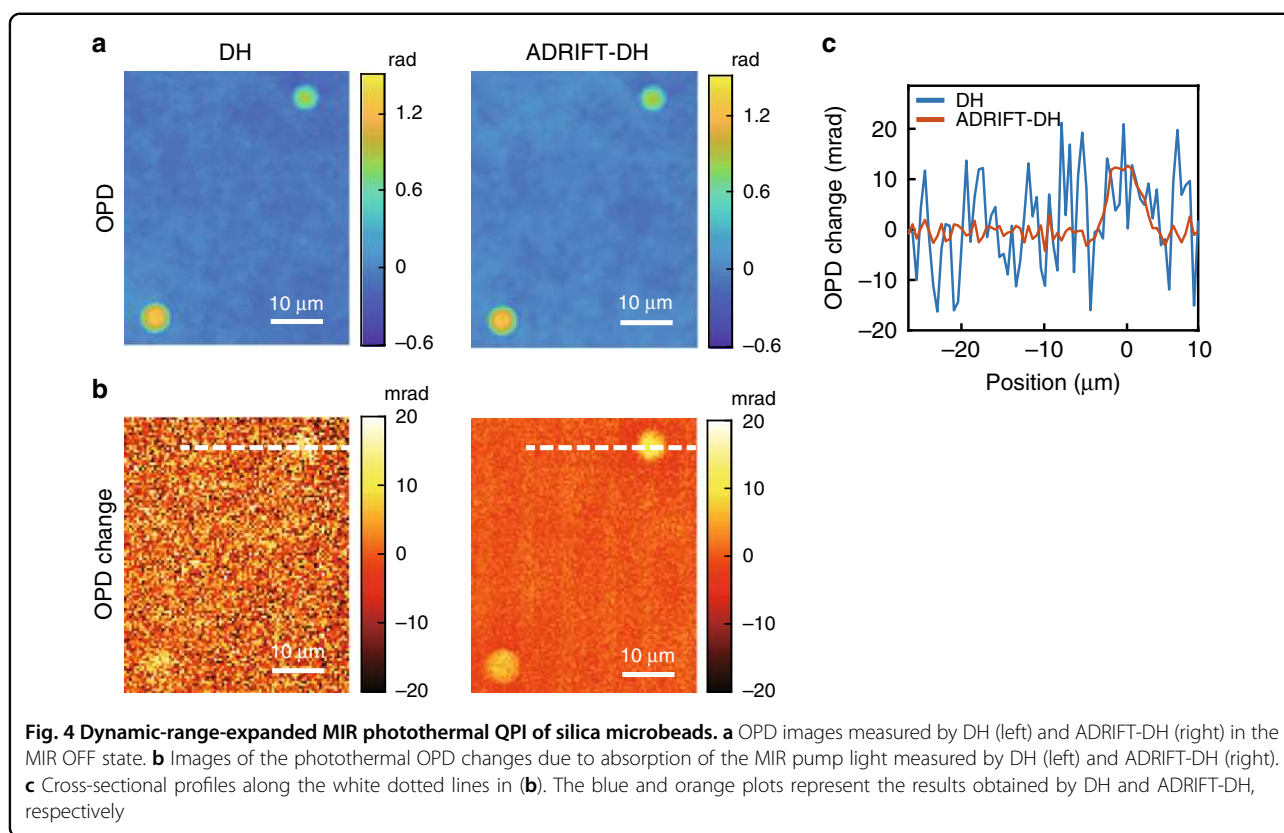 a
DH
ADRIFT-DH
c
rad
rad
OPD
1.2
0.6
0
−0.6
10 µm
1.2
0.6
0
−0.6
10 µm
DH
ADRIFT-DH
OPD change (mrad)
20
10
0
−10
−20
−20
−10
0
10
Position (µm)
b
mrad
mrad
OPD change
20
10
0
−10
−20
10 µm
20
10
0
−10
−20
10 µm
Fig. 4 Dynamic-range-expanded MIR photothermal QPI of silica microbeads. a OPD images measured by DH (left) and ADRIFT-DH (right) in the
MIR OFF state. b Images of the photothermal OPD changes due to absorption of the MIR pump light measured by DH (left) and ADRIFT-DH (right).
c Cross-sectional profiles along the white dotted lines in (b). The blue and orange plots represent the results obtained by DH and ADRIFT-DH,
respectively